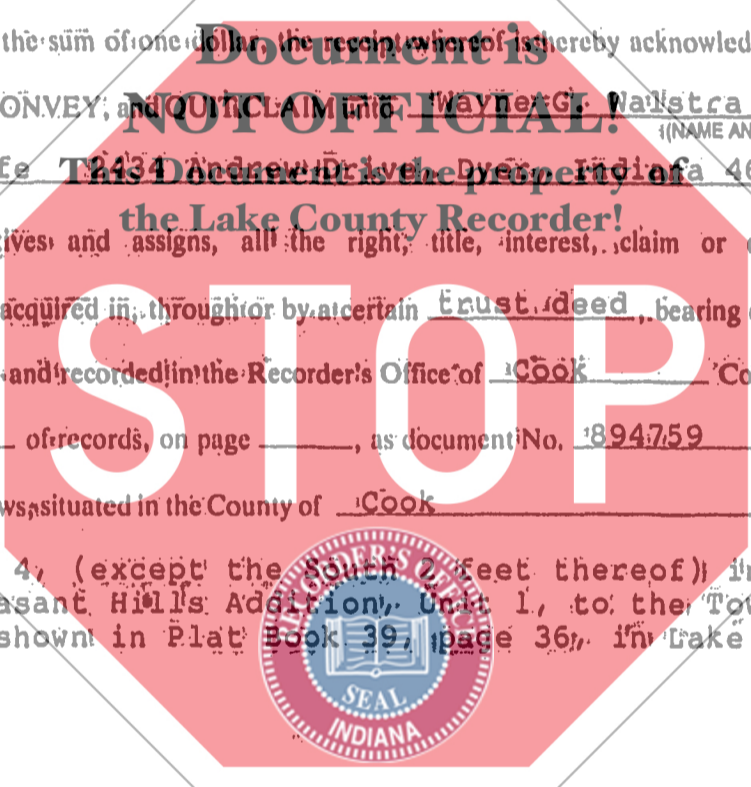 the sum of one dollar, the receipt whereof is hereby acknowled
Document is
ONVEY, and QUITCLAIM unto Wayne G. Walstra
NOT OFFICIAL!
(NAME AN
fe 2434 Andrew Drive, Dyer, Indiana 46
This Document is the property of
the Lake County Recorder!
ives and assigns, all the right, title, interest, claim or
acquired in, through or by a certain trust deed, bearing
STOP
and recorded in the Recorder's Office of Cook Co
of records, on page , as document No. 894759
ws, situated in the County of Cook
4, (except the South 2 feet thereof) in
asant Hills Addition, Unit 1, to the To
shown in Plat Book 39, page 36, in Lake
RECORDER'S OFFICE
SEAL
INDIANA